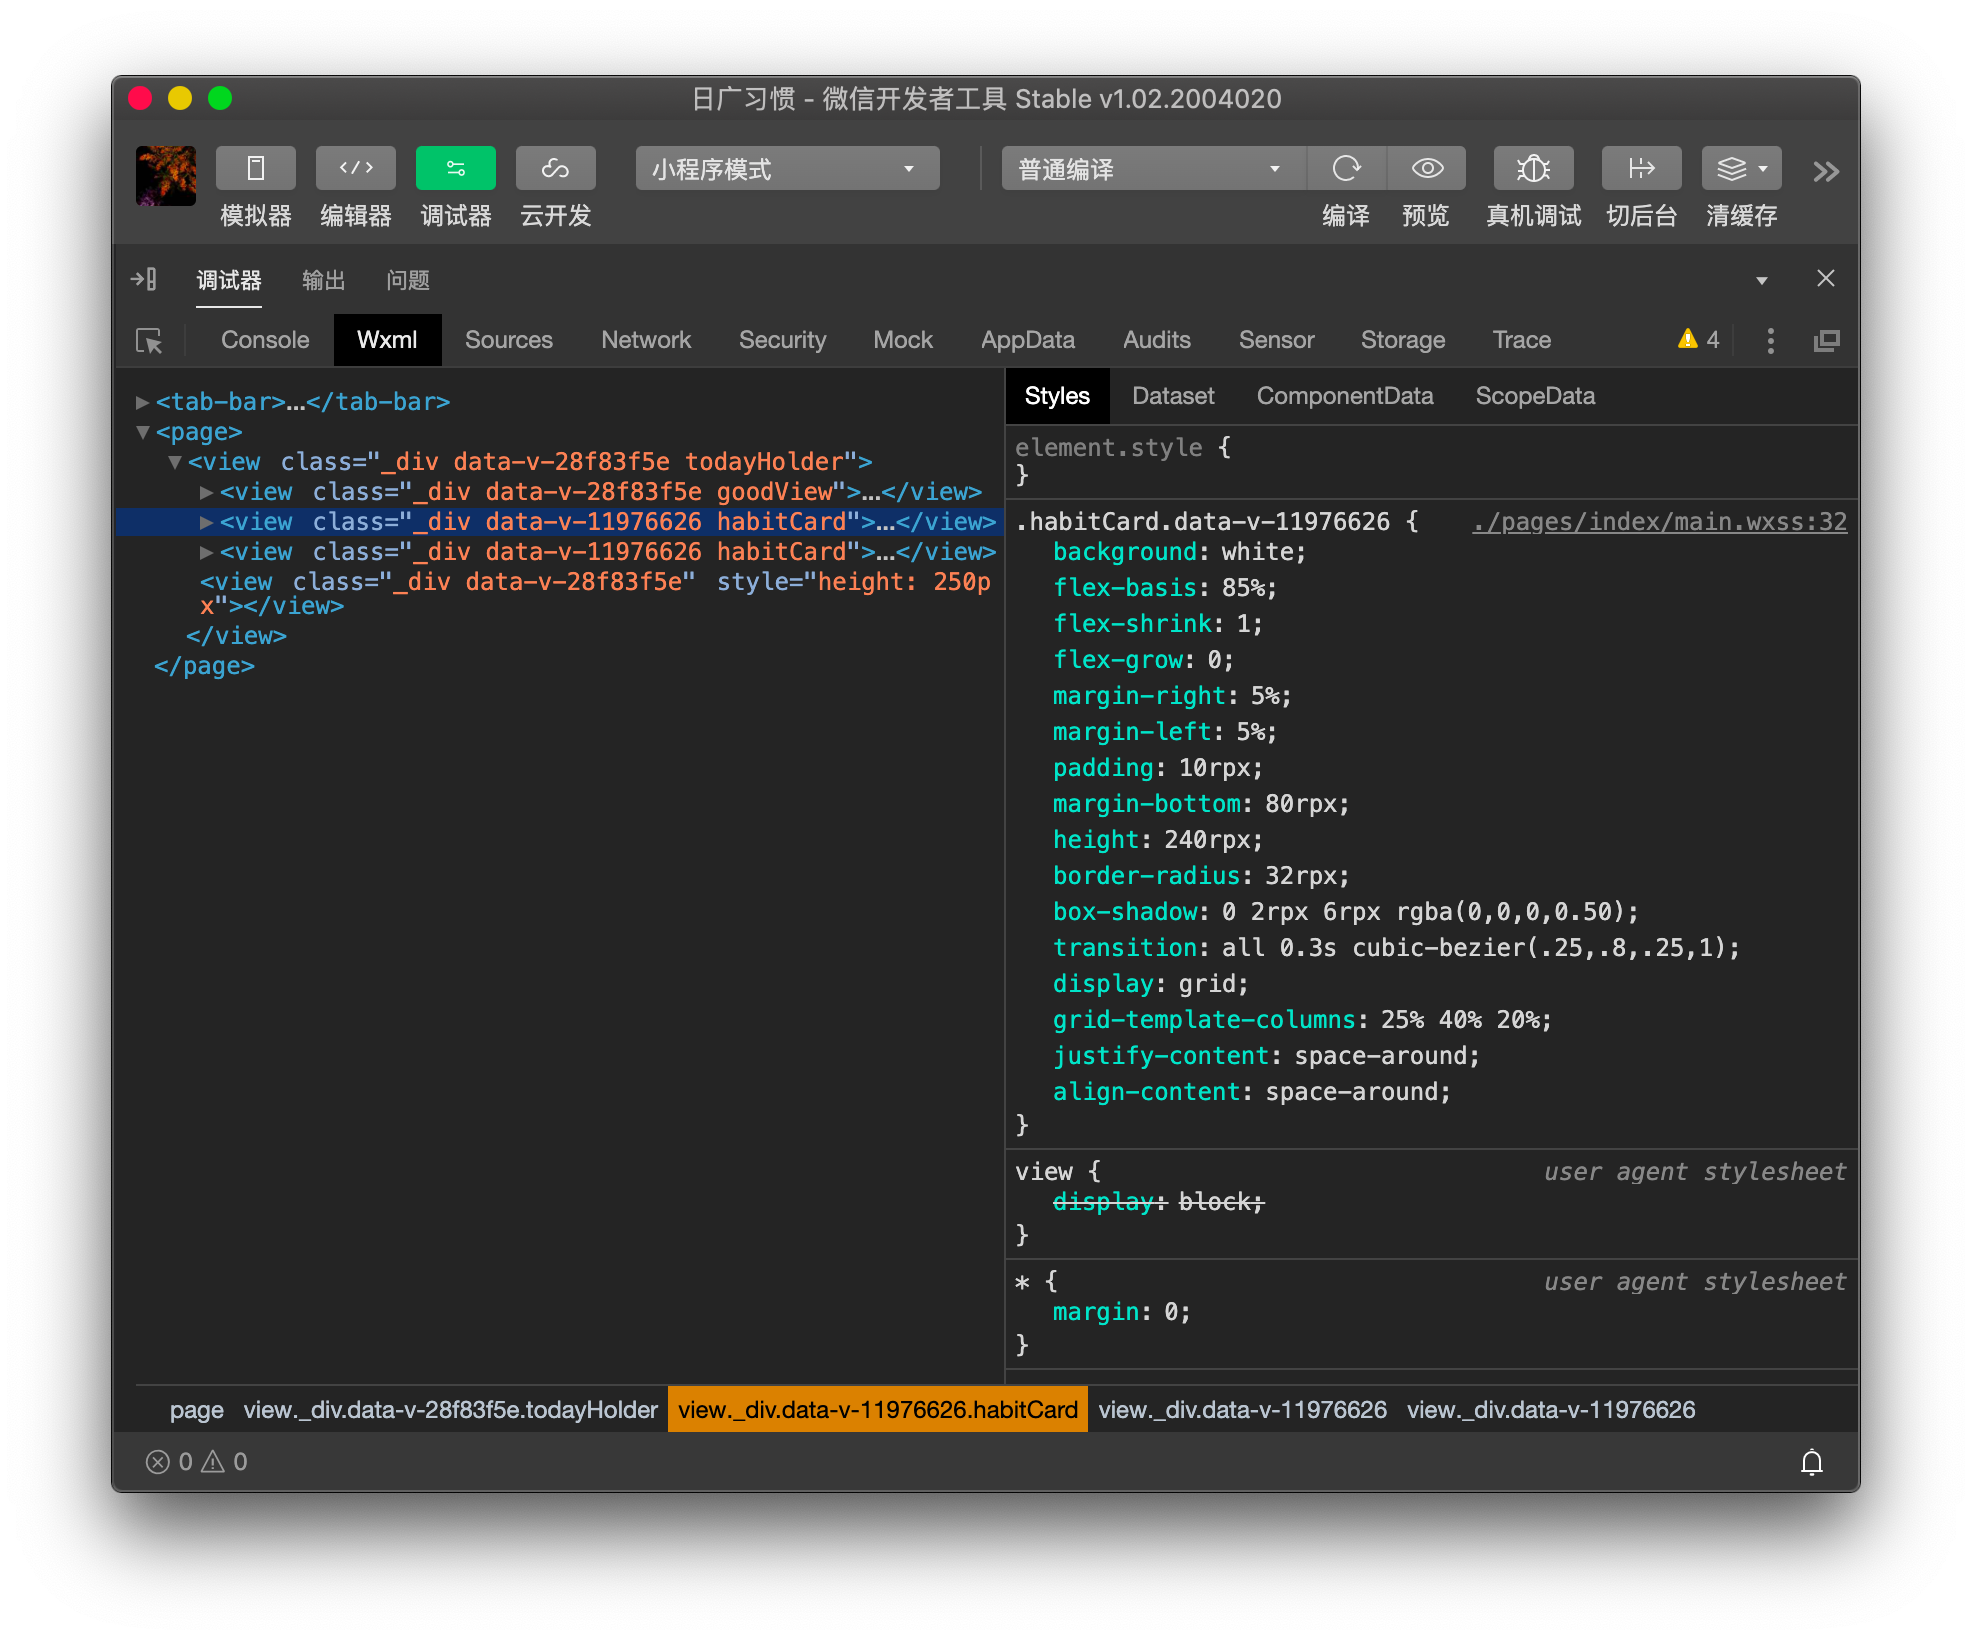 日广习惯 - 微信开发者工具 Stable v1.02.2004020
小程序模式
普通编译
模拟器 编辑器 调试器 云开发 编译 预览 真机调试 切后台 清缓存
调试器 输出 问题
Console Wxml Sources Network Security Mock AppData Audits Sensor Storage Trace 4
<tab-bar>…</tab-bar>
<page>
<view class="_div data-v-28f83f5e todayHolder">
<view class="_div data-v-28f83f5e goodView">…</view>
<view class="_div data-v-11976626 habitCard">…</view>
<view class="_div data-v-11976626 habitCard">…</view>
<view class="_div data-v-28f83f5e" style="height: 250p
x"></view>
</view>
</page>
Styles Dataset ComponentData ScopeData
element.style {
}
.habitCard.data-v-11976626 { ./pages/index/main.wxss:32
background: white;
flex-basis: 85%;
flex-shrink: 1;
flex-grow: 0;
margin-right: 5%;
margin-left: 5%;
padding: 10rpx;
margin-bottom: 80rpx;
height: 240rpx;
border-radius: 32rpx;
box-shadow: 0 2rpx 6rpx rgba(0,0,0,0.50);
transition: all 0.3s cubic-bezier(.25,.8,.25,1);
display: grid;
grid-template-columns: 25% 40% 20%;
justify-content: space-around;
align-content: space-around;
}
view { user agent stylesheet
display: block;
}
* { user agent stylesheet
margin: 0;
}
page view._div.data-v-28f83f5e.todayHolder view._div.data-v-11976626.habitCard view._div.data-v-11976626 view._div.data-v-11976626
0 0